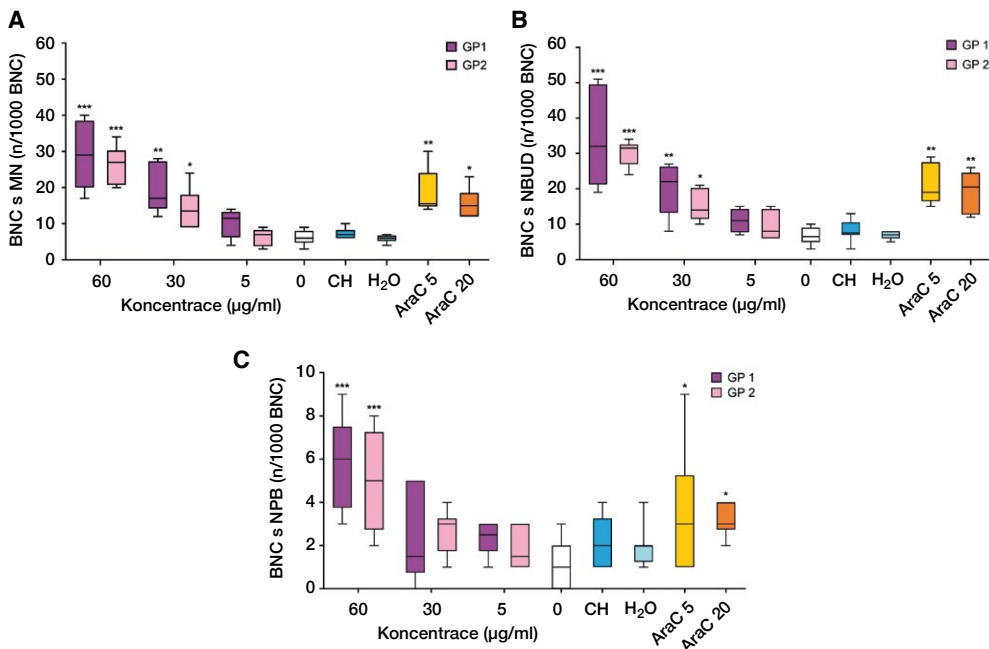 A
BNC s MN (n/1000 BNC)
60
50
40
30
20
10
0
GP1
GP2
***
***
**
*
**
*
60
30
5
0
CH
H₂O
AraC 5
AraC 20
Koncentrace (µg/ml)
B
BNC s NBUD (n/1000 BNC)
60
50
40
30
20
10
0
GP 1
GP 2
***
***
**
*
**
**
60
30
5
0
CH
H₂O
AraC 5
AraC 20
Koncentrace (µg/ml)
C
BNC s NPB (n/1000 BNC)
10
8
6
4
2
0
GP 1
GP 2
***
***
*
*
60
30
5
0
CH
H₂O
AraC 5
AraC 20
Koncentrace (µg/ml)